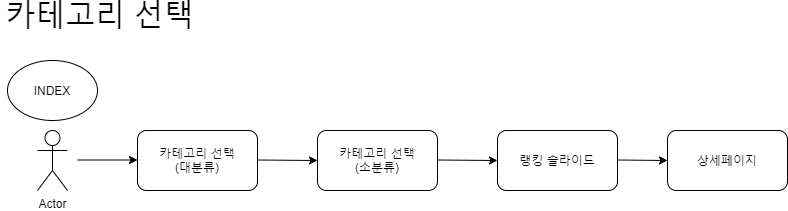 카테고리 선택
INDEX
Actor
카테고리 선택
(대분류)
카테고리 선택
(소분류)
랭킹 슬라이드
상세페이지